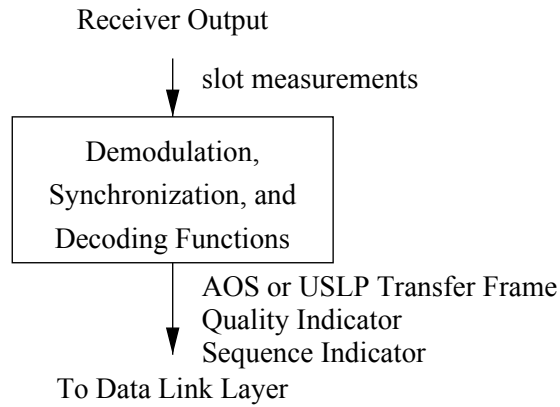 Receiver Output
slot measurements
Demodulation,
Synchronization, and
Decoding Functions
AOS or USLP Transfer Frame
Quality Indicator
Sequence Indicator
To Data Link Layer